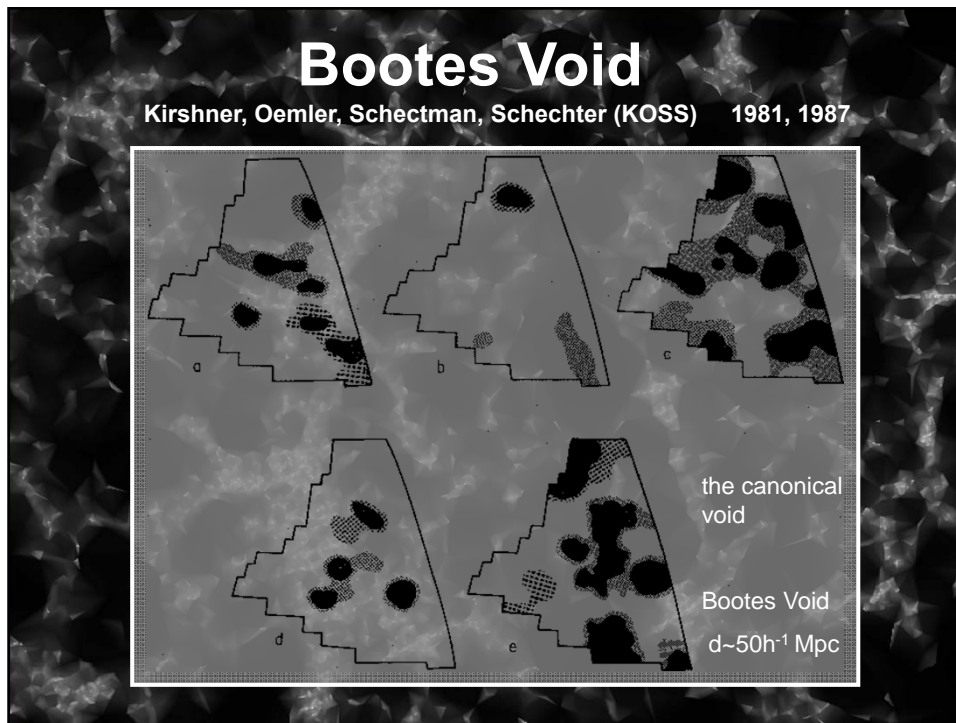 Bootes Void
Kirshner, Oemler, Schectman, Schechter (KOSS) 1981, 1987
a
b
c
d
e
the canonical
void
Bootes Void
d~50h⁻¹ Mpc